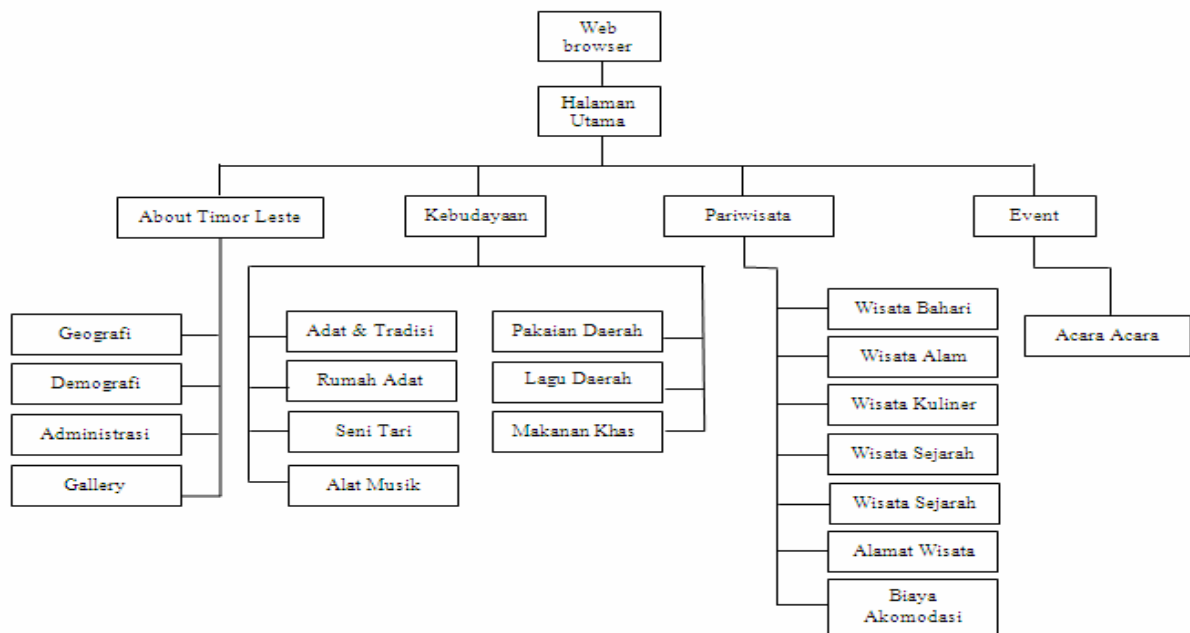 Web
browser
Halaman
Utama
About Timor Leste
Kebudayaan
Pariwisata
Event
Geografi
Demografi
Administrasi
Gallery
Adat & Tradisi
Rumah Adat
Seni Tari
Alat Musik
Pakaian Daerah
Lagu Daerah
Makanan Khas
Wisata Bahari
Wisata Alam
Wisata Kuliner
Wisata Sejarah
Wisata Sejarah
Alamat Wisata
Biaya
Akomodasi
Acara Acara